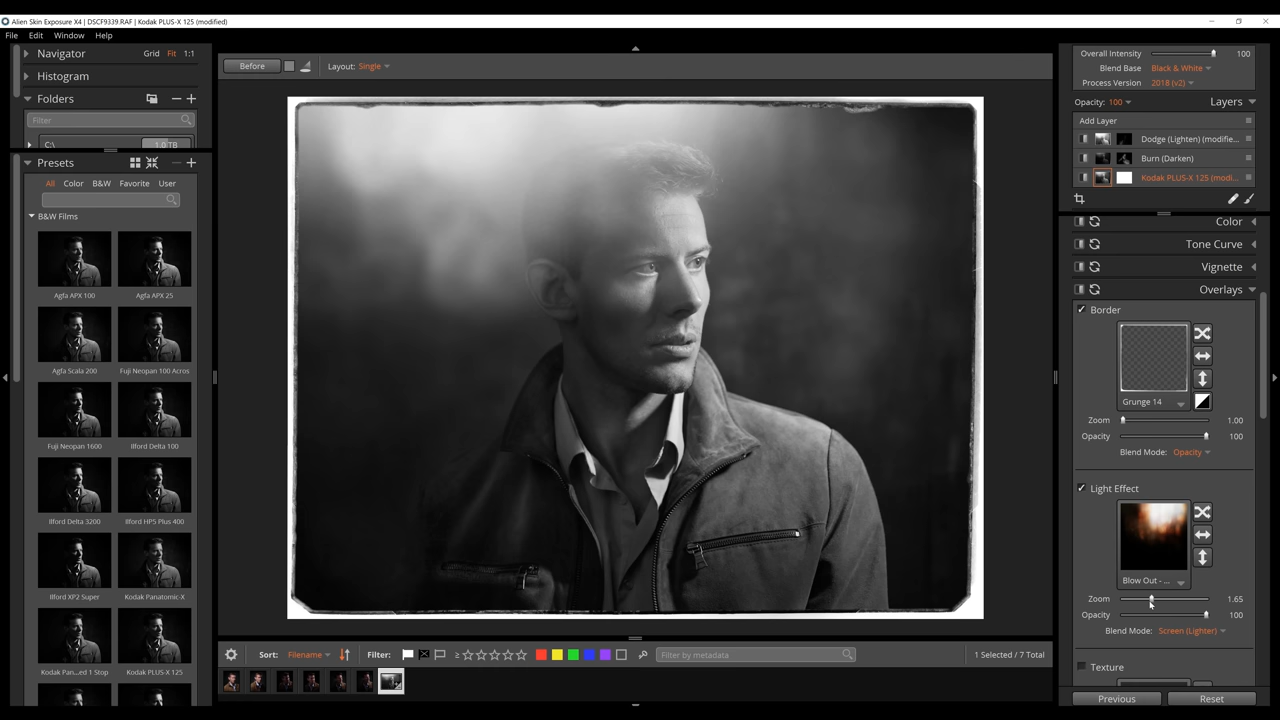 Alien Skin Exposure X4 | DSCF9339.RAF | Kodak PLUS-X 125 (modified)
File Edit Window Help
Navigator Grid Fit 1:1
Histogram
Folders
Filter
C:\ 1.0 TB
Presets
All Color B&W Favorite User
B&W Films
Agfa APX 100 Agfa APX 25
Agfa Scala 200 Fuji Neopan 100 Acros
Fuji Neopan 1600 Ilford Delta 100
Ilford Delta 3200 Ilford HP5 Plus 400
Ilford XP2 Super Kodak Panatomic-X
Kodak Pan...ed 1 Stop Kodak PLUS-X 125
Before Layout: Single
Sort: Filename Filter: ≥ Filter by metadata 1 Selected / 7 Total
Overall Intensity 100
Blend Base Black & White
Process Version 2018 (v2)
Opacity: 100 Layers
Add Layer
Dodge (Lighten) (modifie...
Burn (Darken)
Kodak PLUS-X 125 (modi...
Color
Tone Curve
Vignette
Overlays
Border
Grunge 14
Zoom 1.00
Opacity 100
Blend Mode: Opacity
Light Effect
Blow Out - ...
Zoom 1.65
Opacity 100
Blend Mode: Screen (Lighter)
Texture
Previous Reset